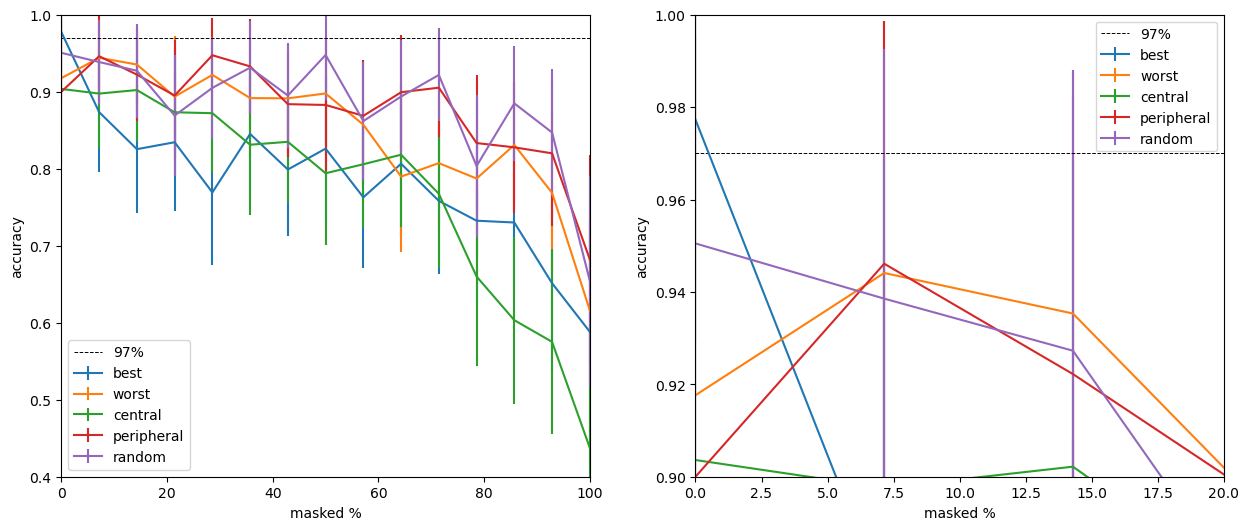 1.0
0.9
0.8
0.7
0.6
0.5
0.4
accuracy
97%
best
worst
central
peripheral
random
0
20
40
60
80
100
masked %
1.00
0.98
0.96
0.94
0.92
0.90
accuracy
97%
best
worst
central
peripheral
random
0.0
2.5
5.0
7.5
10.0
12.5
15.0
17.5
20.0
masked %